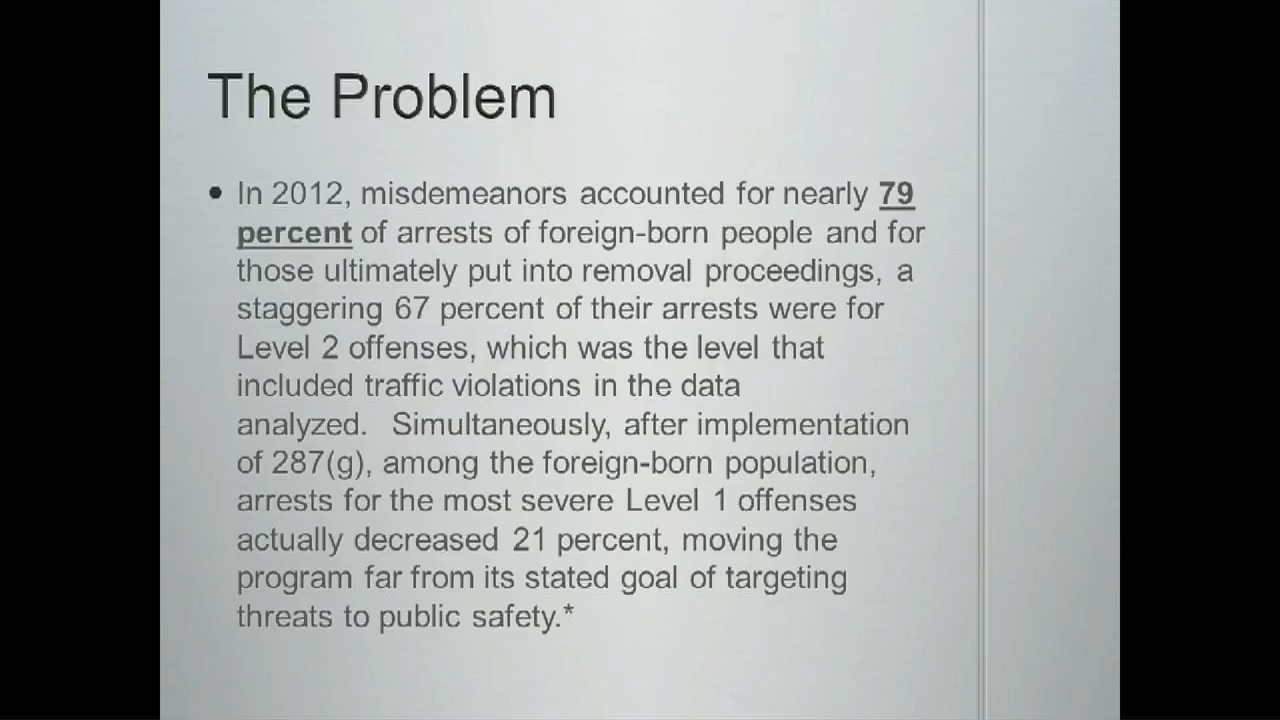 The Problem
• In 2012, misdemeanors accounted for nearly 79
percent of arrests of foreign-born people and for
those ultimately put into removal proceedings, a
staggering 67 percent of their arrests were for
Level 2 offenses, which was the level that
included traffic violations in the data
analyzed. Simultaneously, after implementation
of 287(g), among the foreign-born population,
arrests for the most severe Level 1 offenses
actually decreased 21 percent, moving the
program far from its stated goal of targeting
threats to public safety.*